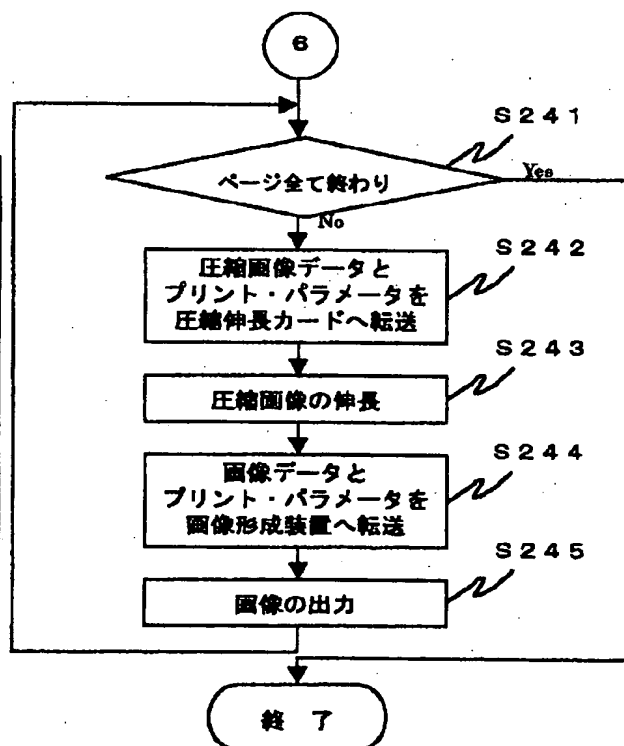 6
S241
ページ全て終わり
Yes
No
S242
圧縮画像データと
プリント・パラメータを
圧縮伸長カードへ転送
S243
圧縮画像の伸長
S244
画像データと
プリント・パラメータを
画像形成装置へ転送
S245
画像の出力
終 了